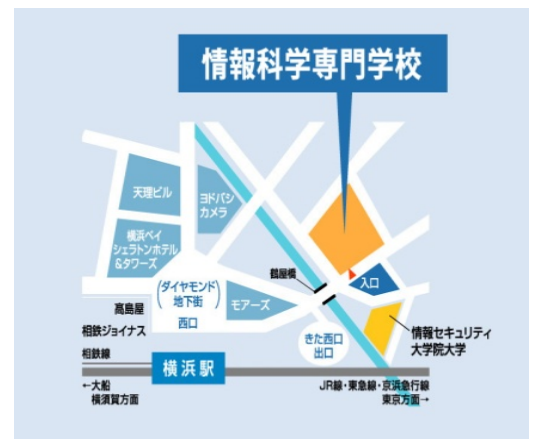 情報科学専門学校
天理ビル
ヨドバシ
カメラ
横浜ベイ
シェラトンホテル
&タワーズ
鶴屋橋
入口
(ダイヤモンド
地下街)
西口
モアーズ
高島屋
相鉄ジョイナス
相鉄線
きた西口
出口
情報セキュリティ
大学院大学
横浜駅
←大船
横須賀方面
JR線・東急線・京浜急行線
東京方面→